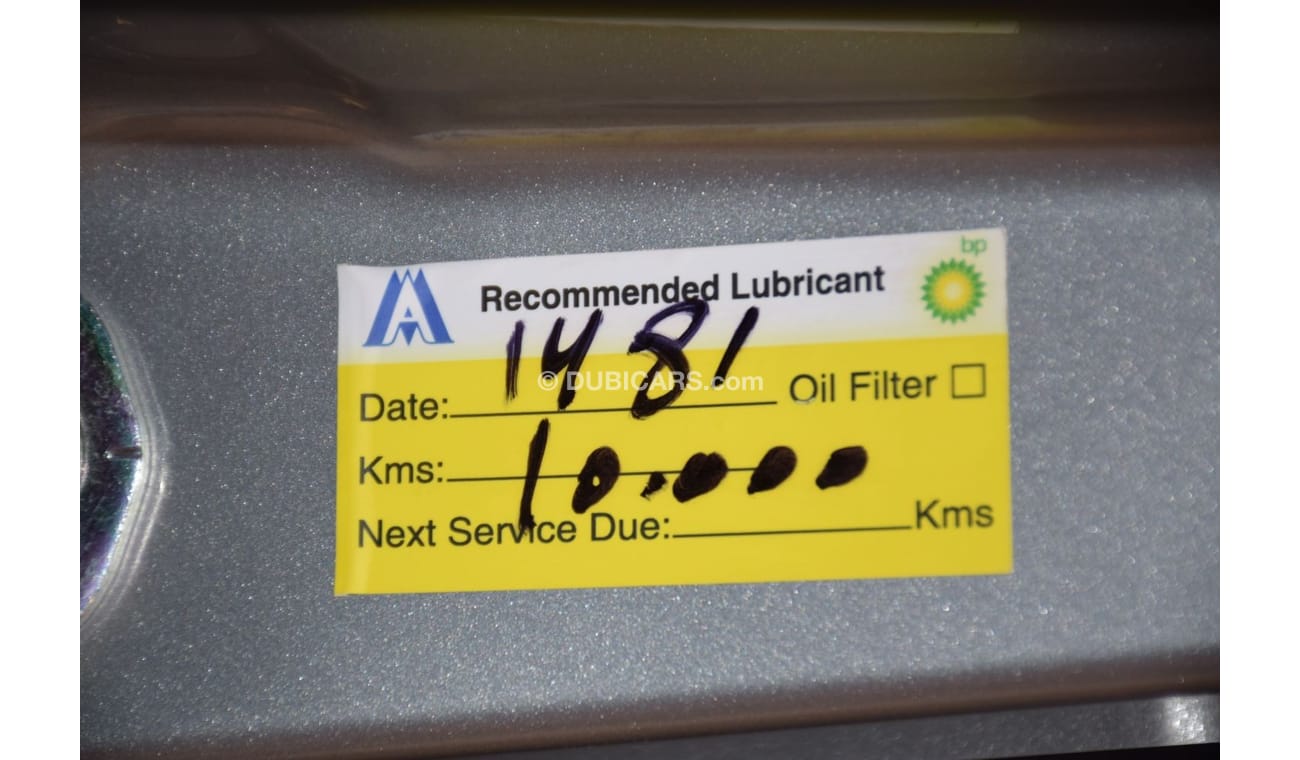 bp
Recommended Lubricant
Date: 1481 Oil Filter
© DUBICARS.com
Kms: 10.000
Next Service Due: Kms